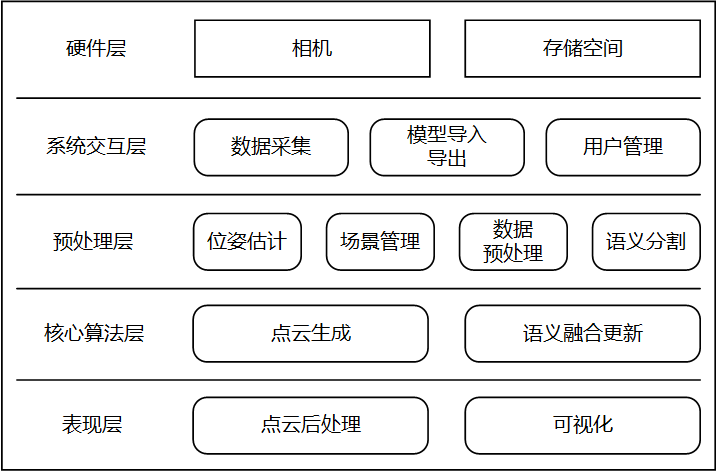 硬件层
相机
存储空间
系统交互层
数据采集
模型导入
导出
用户管理
预处理层
位姿估计
场景管理
数据
预处理
语义分割
核心算法层
点云生成
语义融合更新
表现层
点云后处理
可视化